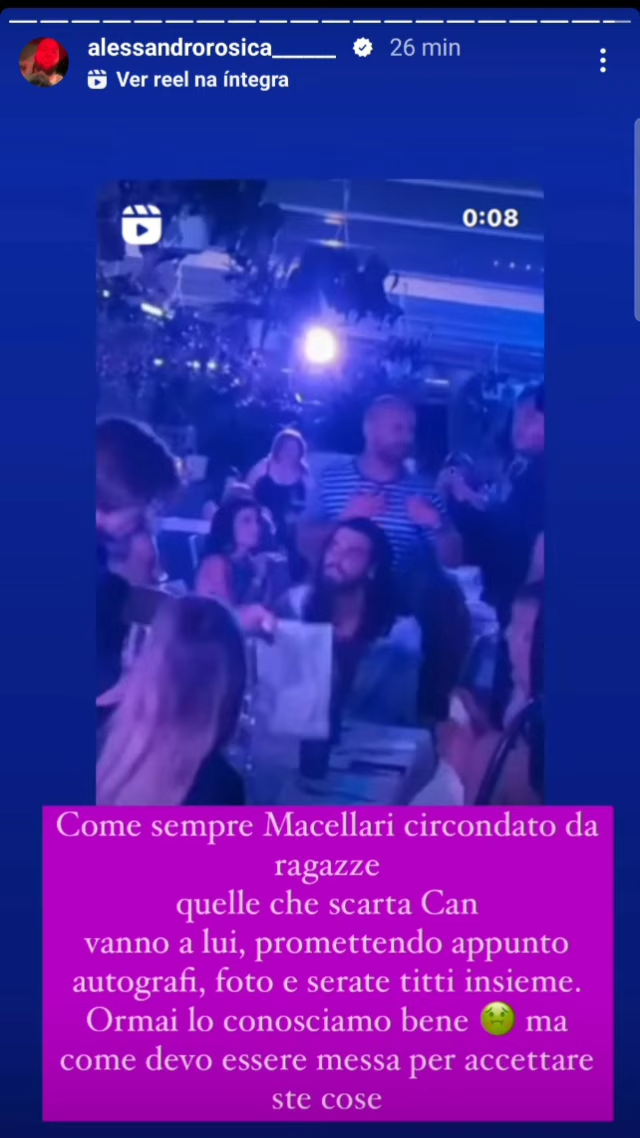 alessandrorosica______ 26 min
Ver reel na íntegra
0:08
Come sempre Macellari circondato da
ragazze
quelle che scarta Can
vanno a lui, promettendo appunto
autografi, foto e serate titti insieme.
Ormai lo conosciamo bene 🤢 ma
come devo essere messa per accettare
ste cose